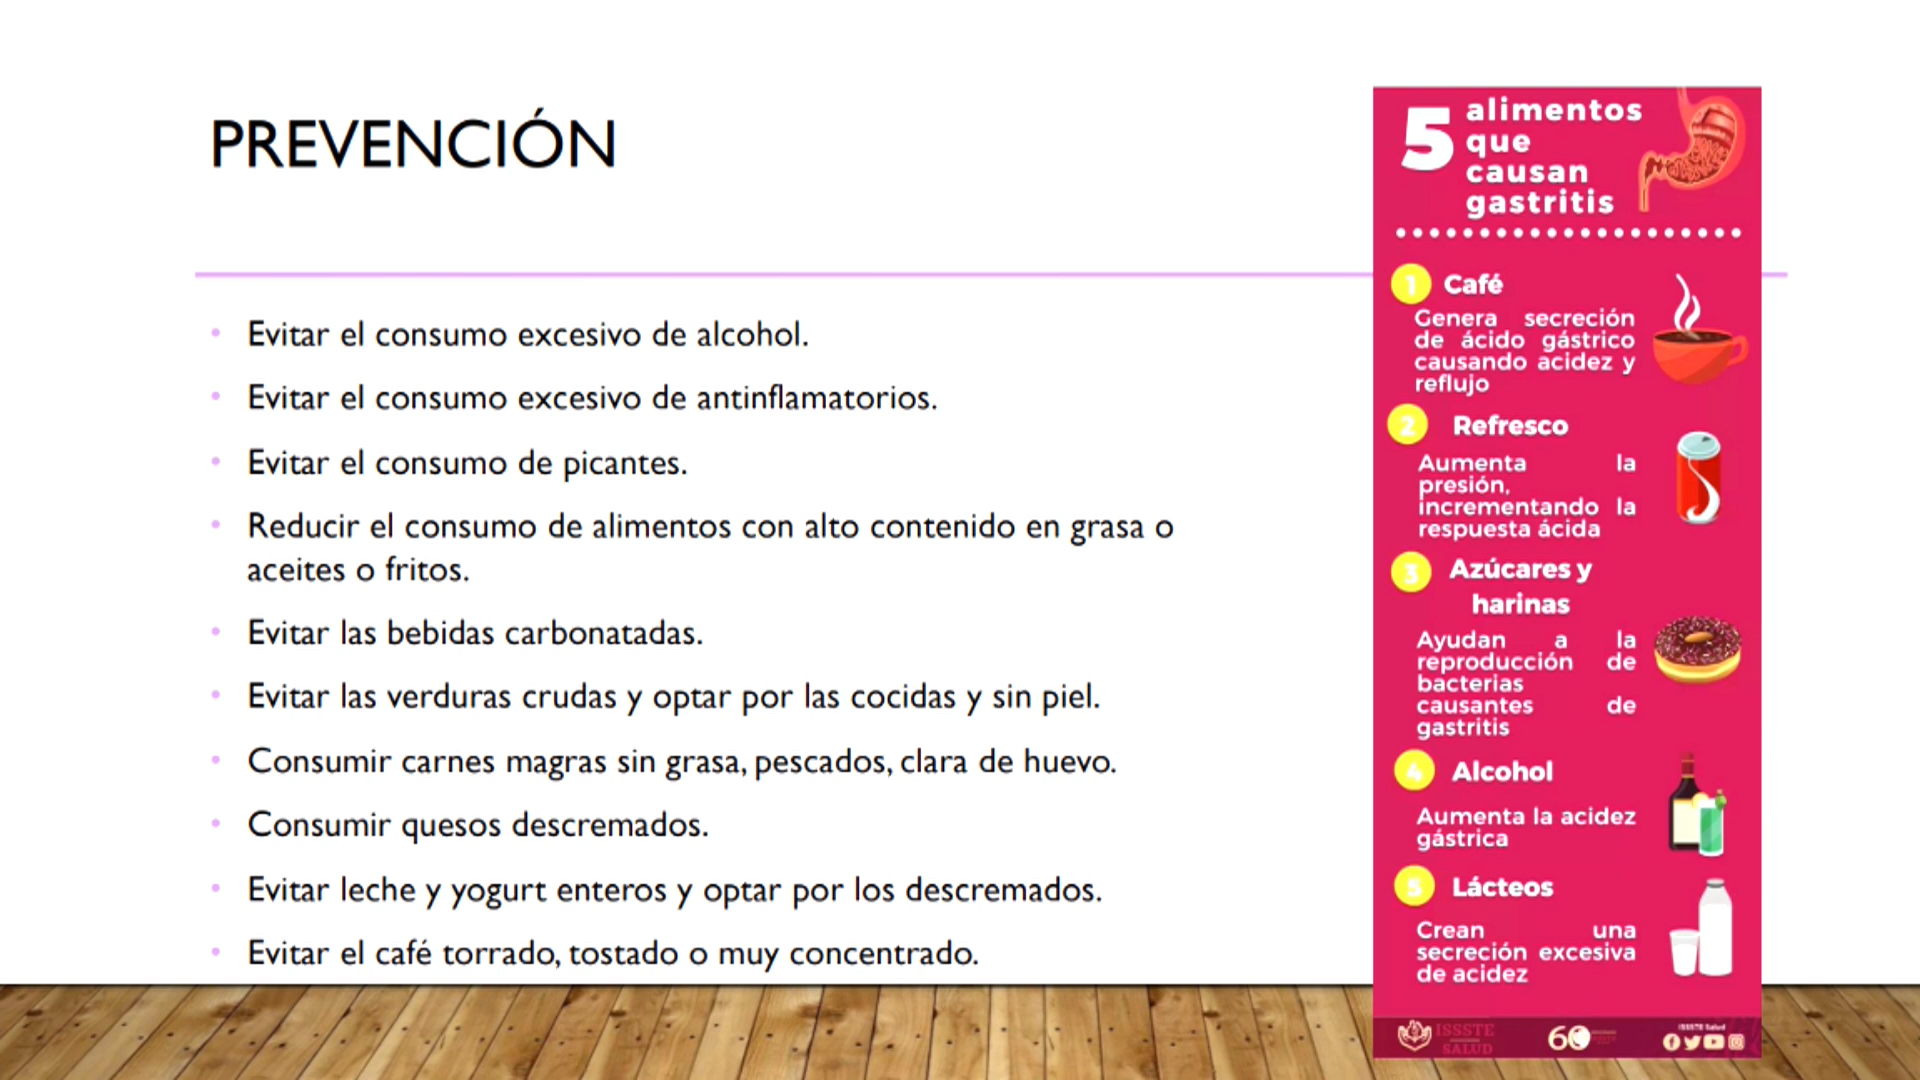 PREVENCIÓN
• Evitar el consumo excesivo de alcohol.
• Evitar el consumo excesivo de antinflamatorios.
• Evitar el consumo de picantes.
• Reducir el consumo de alimentos con alto contenido en grasa o
aceites o fritos.
• Evitar las bebidas carbonatadas.
• Evitar las verduras crudas y optar por las cocidas y sin piel.
• Consumir carnes magras sin grasa, pescados, clara de huevo.
• Consumir quesos descremados.
• Evitar leche y yogurt enteros y optar por los descremados.
• Evitar el café torrado, tostado o muy concentrado.
5 alimentos
que
causan
gastritis
1 Café
Genera secreción
de ácido gástrico
causando acidez y
reflujo
2 Refresco
Aumenta la
presión,
incrementando la
respuesta ácida
3 Azúcares y
harinas
Ayudan a la
reproducción de
bacterias
causantes de
gastritis
4 Alcohol
Aumenta la acidez
gástrica
5 Lácteos
Crean una
secreción excesiva
de acidez
ISSSTE
SALUD
60
ISSSTE Salud